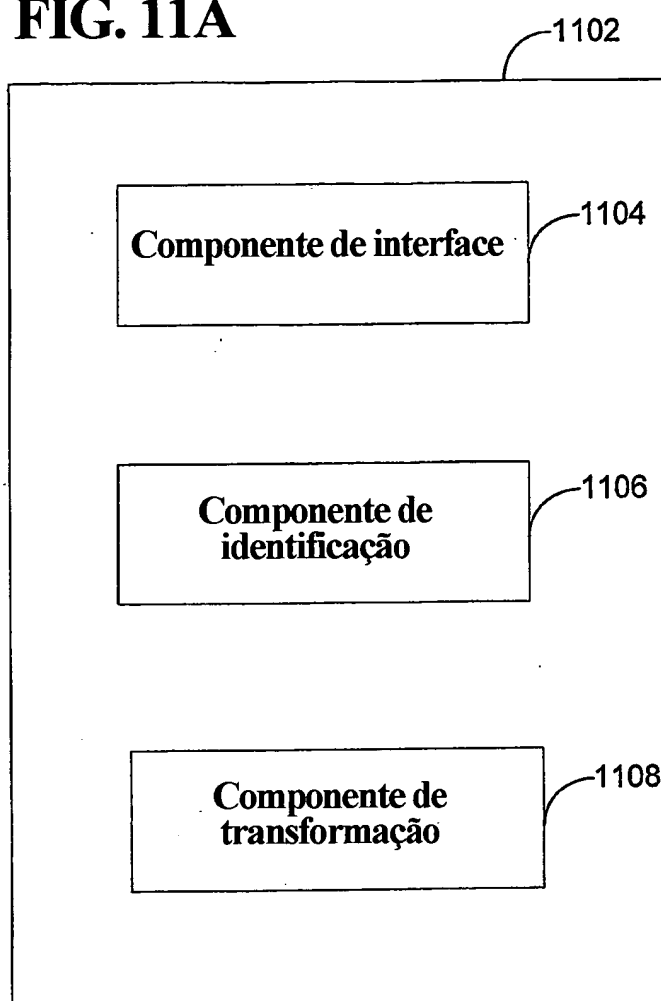 FIG. 11A
1102
Componente de interface
1104
Componente de
identificação
1106
Componente de
transformação
1108